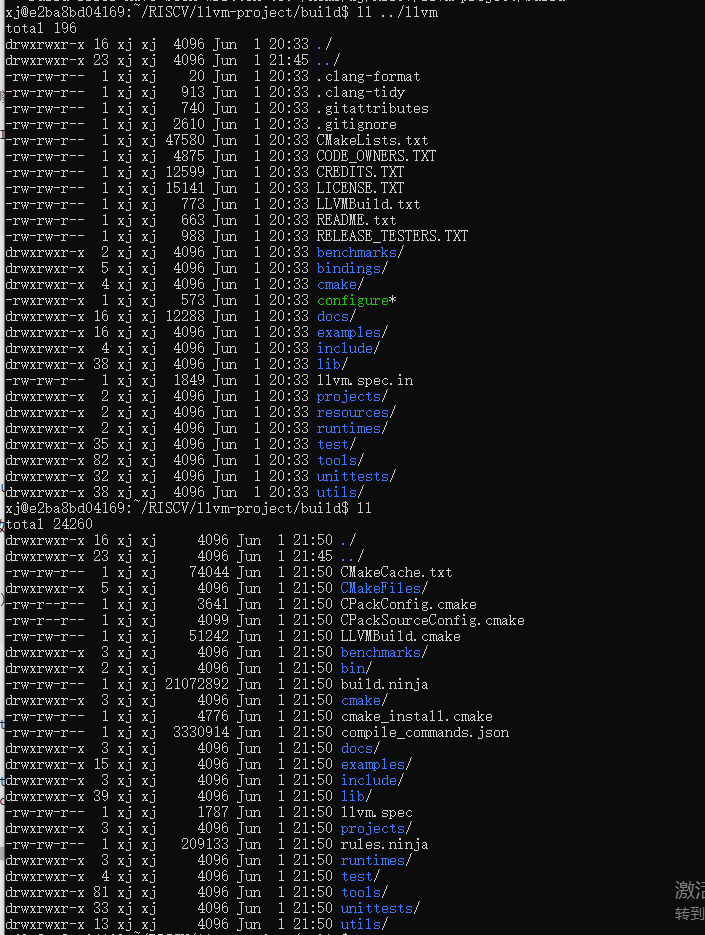 xj@e2ba8bd04169:~/RISCV/llvm-project/build$ ll ../llvm
total 196
drwxrwxr-x 16 xj xj  4096 Jun  1 20:33 ./
drwxrwxr-x 23 xj xj  4096 Jun  1 21:45 ../
-rw-rw-r--  1 xj xj    20 Jun  1 20:33 .clang-format
-rw-rw-r--  1 xj xj   913 Jun  1 20:33 .clang-tidy
-rw-rw-r--  1 xj xj   740 Jun  1 20:33 .gitattributes
-rw-rw-r--  1 xj xj  2610 Jun  1 20:33 .gitignore
-rw-rw-r--  1 xj xj 47580 Jun  1 20:33 CMakeLists.txt
-rw-rw-r--  1 xj xj  4875 Jun  1 20:33 CODE_OWNERS.TXT
-rw-rw-r--  1 xj xj 12599 Jun  1 20:33 CREDITS.TXT
-rw-rw-r--  1 xj xj 15141 Jun  1 20:33 LICENSE.TXT
-rw-rw-r--  1 xj xj   773 Jun  1 20:33 LLVMBuild.txt
-rw-rw-r--  1 xj xj   663 Jun  1 20:33 README.txt
-rw-rw-r--  1 xj xj   988 Jun  1 20:33 RELEASE_TESTERS.TXT
drwxrwxr-x  2 xj xj  4096 Jun  1 20:33 benchmarks/
drwxrwxr-x  5 xj xj  4096 Jun  1 20:33 bindings/
drwxrwxr-x  4 xj xj  4096 Jun  1 20:33 cmake/
-rwxrwxr-x  1 xj xj   573 Jun  1 20:33 configure*
drwxrwxr-x 16 xj xj 12288 Jun  1 20:33 docs/
drwxrwxr-x 16 xj xj  4096 Jun  1 20:33 examples/
drwxrwxr-x  4 xj xj  4096 Jun  1 20:33 include/
drwxrwxr-x 38 xj xj  4096 Jun  1 20:33 lib/
-rw-rw-r--  1 xj xj  1849 Jun  1 20:33 llvm.spec.in
drwxrwxr-x  2 xj xj  4096 Jun  1 20:33 projects/
drwxrwxr-x  2 xj xj  4096 Jun  1 20:33 resources/
drwxrwxr-x  2 xj xj  4096 Jun  1 20:33 runtimes/
drwxrwxr-x 35 xj xj  4096 Jun  1 20:33 test/
drwxrwxr-x 82 xj xj  4096 Jun  1 20:33 tools/
drwxrwxr-x 32 xj xj  4096 Jun  1 20:33 unittests/
drwxrwxr-x 38 xj xj  4096 Jun  1 20:33 utils/
xj@e2ba8bd04169:~/RISCV/llvm-project/build$ ll
total 24260
drwxrwxr-x 16 xj xj     4096 Jun  1 21:50 ./
drwxrwxr-x 23 xj xj     4096 Jun  1 21:45 ../
-rw-rw-r--  1 xj xj    74044 Jun  1 21:50 CMakeCache.txt
drwxrwxr-x  5 xj xj     4096 Jun  1 21:50 CMakeFiles/
-rw-r--r--  1 xj xj     3641 Jun  1 21:50 CPackConfig.cmake
-rw-r--r--  1 xj xj     4099 Jun  1 21:50 CPackSourceConfig.cmake
-rw-rw-r--  1 xj xj    51242 Jun  1 21:50 LLVMBuild.cmake
drwxrwxr-x  3 xj xj     4096 Jun  1 21:50 benchmarks/
drwxrwxr-x  2 xj xj     4096 Jun  1 21:50 bin/
-rw-rw-r--  1 xj xj 21072892 Jun  1 21:50 build.ninja
drwxrwxr-x  3 xj xj     4096 Jun  1 21:50 cmake/
-rw-rw-r--  1 xj xj     4776 Jun  1 21:50 cmake_install.cmake
-rw-rw-r--  1 xj xj  3330914 Jun  1 21:50 compile_commands.json
drwxrwxr-x  3 xj xj     4096 Jun  1 21:50 docs/
drwxrwxr-x 15 xj xj     4096 Jun  1 21:50 examples/
drwxrwxr-x  3 xj xj     4096 Jun  1 21:50 include/
drwxrwxr-x 39 xj xj     4096 Jun  1 21:50 lib/
-rw-rw-r--  1 xj xj     1787 Jun  1 21:50 llvm.spec
drwxrwxr-x  3 xj xj     4096 Jun  1 21:50 projects/
-rw-rw-r--  1 xj xj   209133 Jun  1 21:50 rules.ninja
drwxrwxr-x  3 xj xj     4096 Jun  1 21:50 runtimes/
drwxrwxr-x  4 xj xj     4096 Jun  1 21:50 test/
drwxrwxr-x 81 xj xj     4096 Jun  1 21:50 tools/
drwxrwxr-x 33 xj xj     4096 Jun  1 21:50 unittests/
drwxrwxr-x 13 xj xj     4096 Jun  1 21:50 utils/
激活
转到